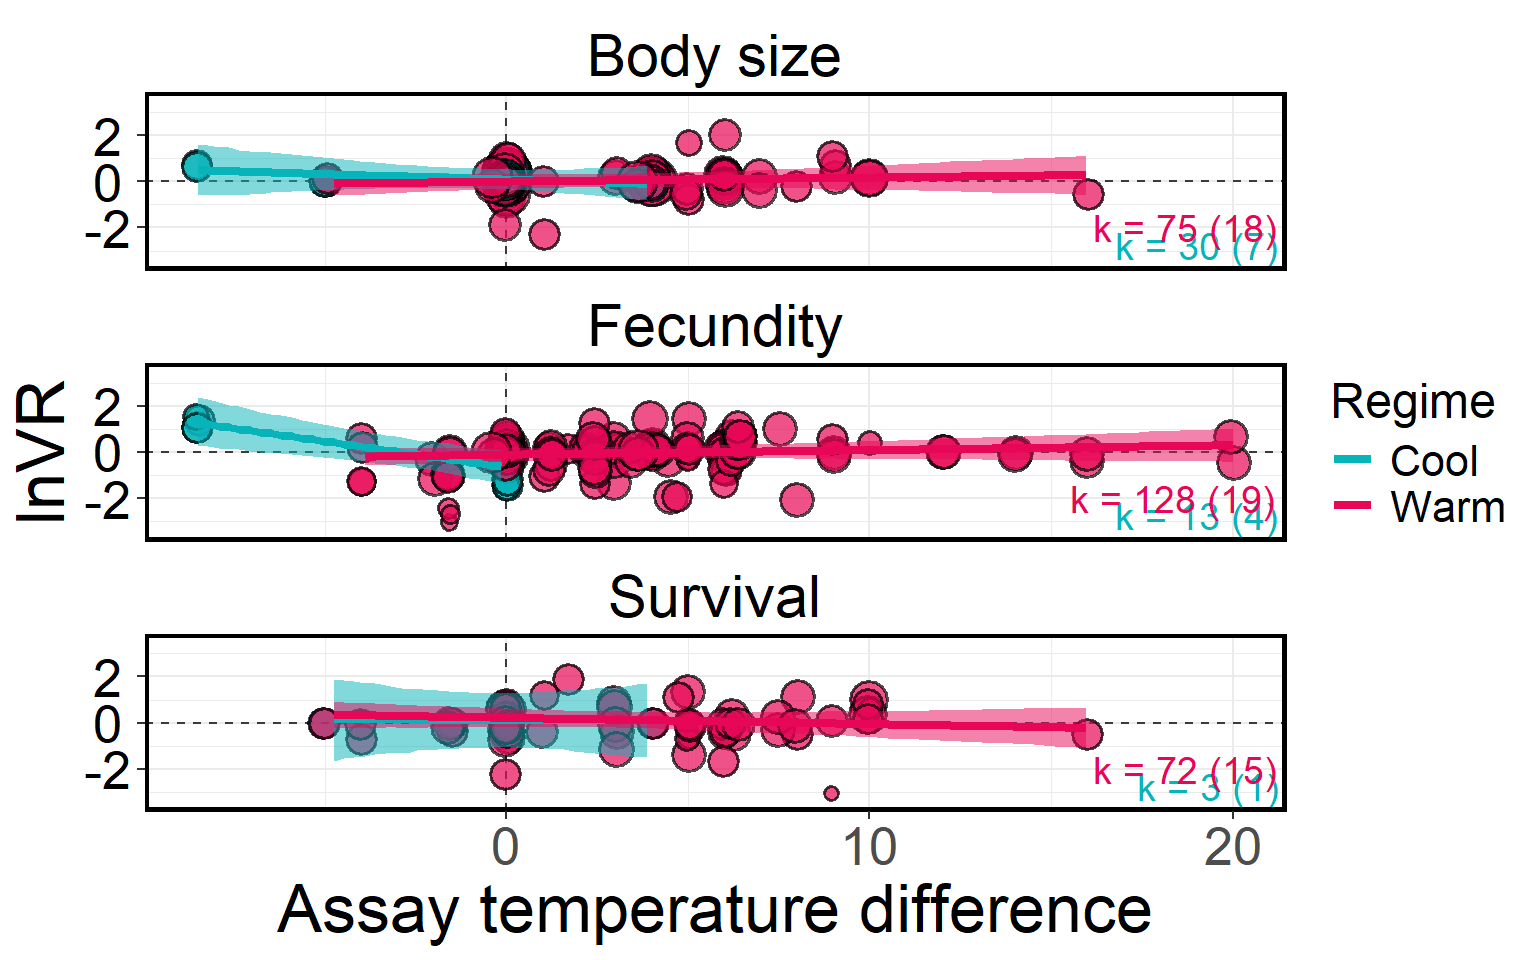 Body size
2
0
-2
k = 75 (18)
k = 30 (7)
Fecundity
2
0
-2
k = 128 (19)
k = 13 (4)
lnVR
Regime
Cool
Warm
Survival
2
0
-2
k = 72 (15)
k = 3 (1)
0 10 20
Assay temperature difference